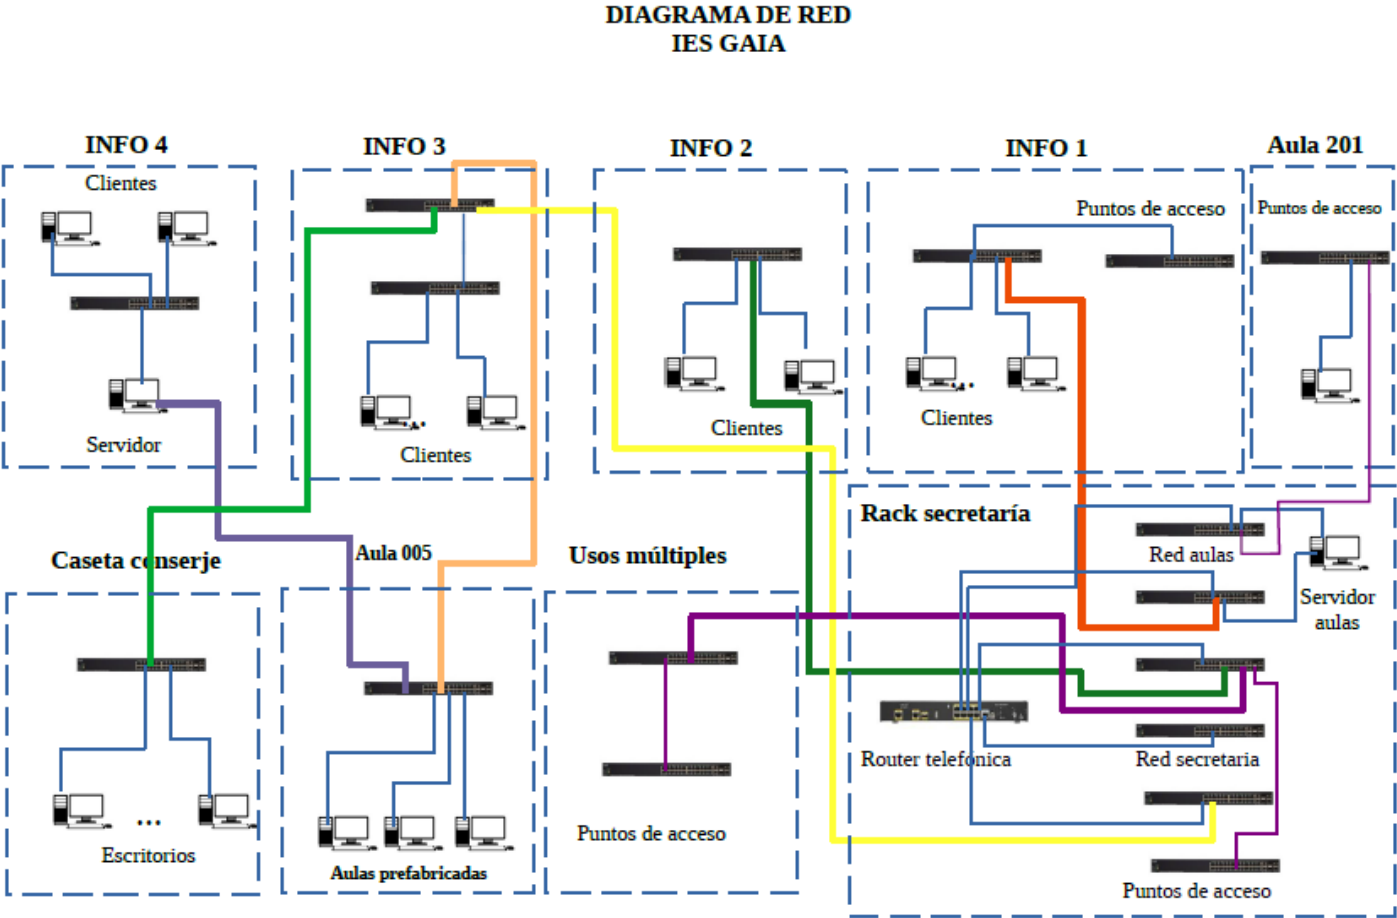 DIAGRAMA DE RED
IES GAIA
INFO 4
INFO 3
INFO 2
INFO 1
Aula 201
Clientes
Puntos de acceso
Puntos de acceso
Servidor
Clientes
Clientes
Clientes
Caseta conserje
Aula 005
Usos múltiples
Rack secretaría
Red aulas
Servidor
aulas
Router telefónica
Red secretaria
Escritorios
Aulas prefabricadas
Puntos de acceso
Puntos de acceso